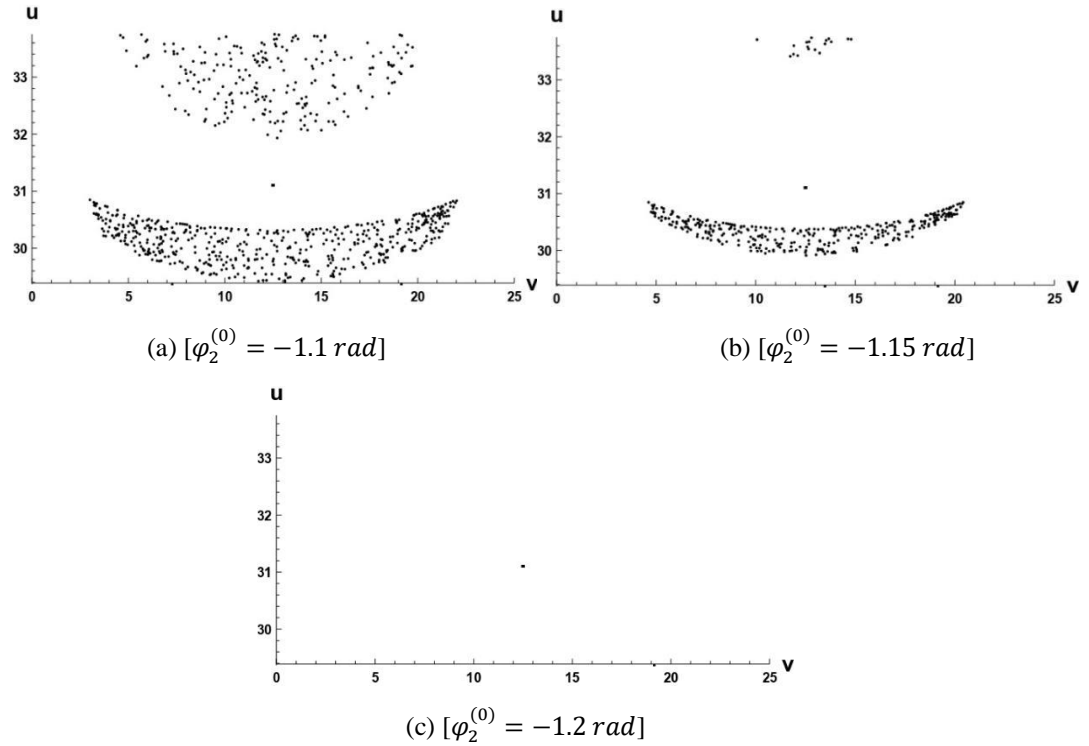 u
33
32
31
30
0 5 10 15 20 25 v
(a) [φ₂⁽⁰⁾ = −1.1 rad]
u
33
32
31
30
0 5 10 15 20 25 v
(b) [φ₂⁽⁰⁾ = −1.15 rad]
u
33
32
31
30
0 5 10 15 20 25 v
(c) [φ₂⁽⁰⁾ = −1.2 rad]